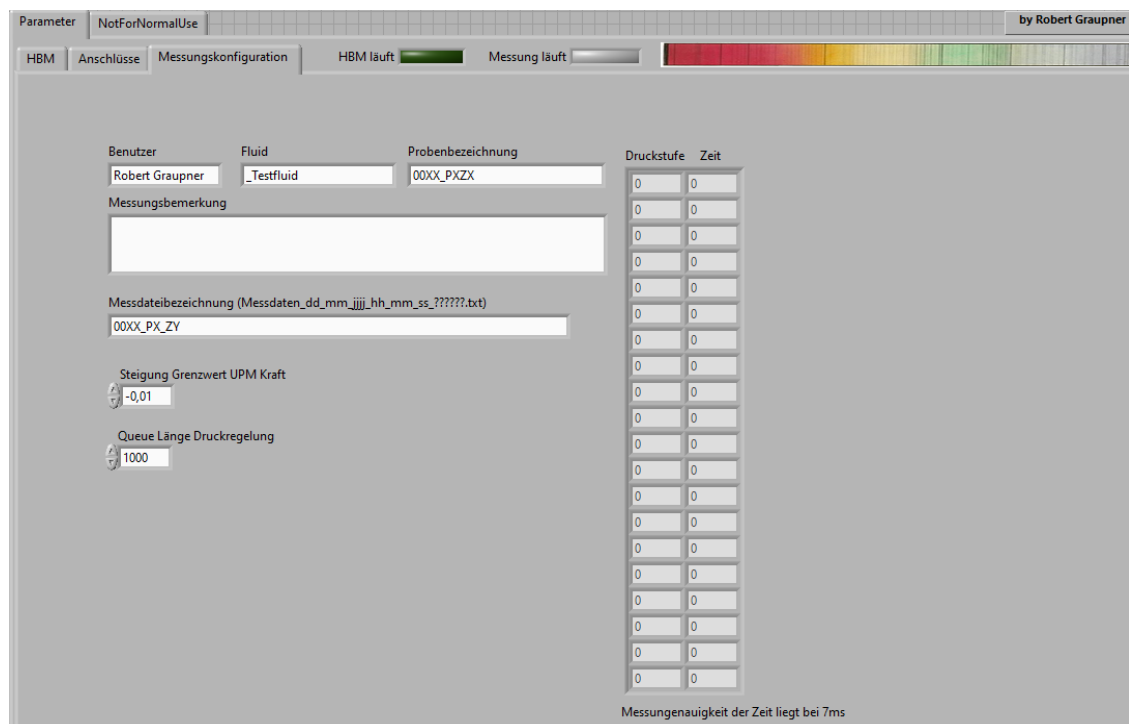 Parameter NotForNormalUse by Robert Graupner
HBM Anschlüsse Messungskonfiguration HBM läuft Messung läuft
Benutzer Fluid Probenbezeichnung Druckstufe Zeit
Robert Graupner _Testfluid 00XX_PXZX 0 0
Messungsbemerkung 0 0
0 0
0 0
0 0
Messdateibezeichnung (Messdaten_dd_mm_jjjj_hh_mm_ss_??????.txt) 0 0
00XX_PX_ZY 0 0
Steigung Grenzwert UPM Kraft 0 0
-0,01 0 0
0 0
Queue Länge Druckregelung 0 0
1000 0 0
0 0
0 0
0 0
0 0
0 0
0 0
0 0
0 0
Messungenauigkeit der Zeit liegt bei 7ms